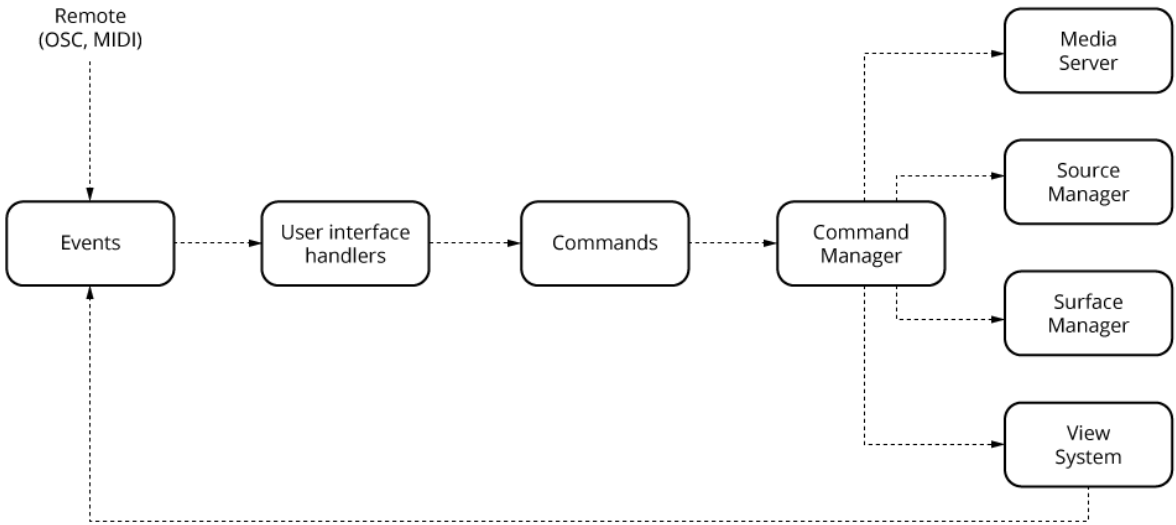 Remote
(OSC, MIDI)
Media
Server
Source
Manager
Events
User interface
handlers
Commands
Command
Manager
Surface
Manager
View
System